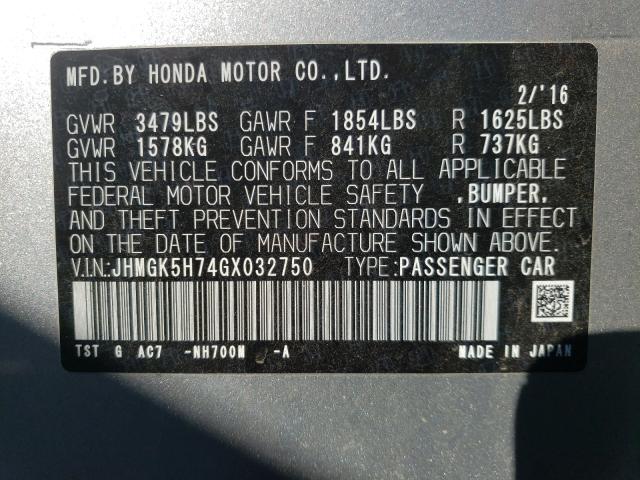 MFD.BY HONDA MOTOR CO.,LTD.
2/'16
GVWR 3479LBS GAWR F 1854LBS R 1625LBS
GVWR 1578KG GAWR F 841KG R 737KG
THIS VEHICLE CONFORMS TO ALL APPLICABLE
FEDERAL MOTOR VEHICLE SAFETY ,BUMPER,
AND THEFT PREVENTION STANDARDS IN EFFECT
ON THE DATE OF MANUFACTURE SHOWN ABOVE.
V.I.N:JHMGK5H74GX032750 TYPE:PASSENGER CAR
TST G AC7 -NH700M -A MADE IN JAPAN